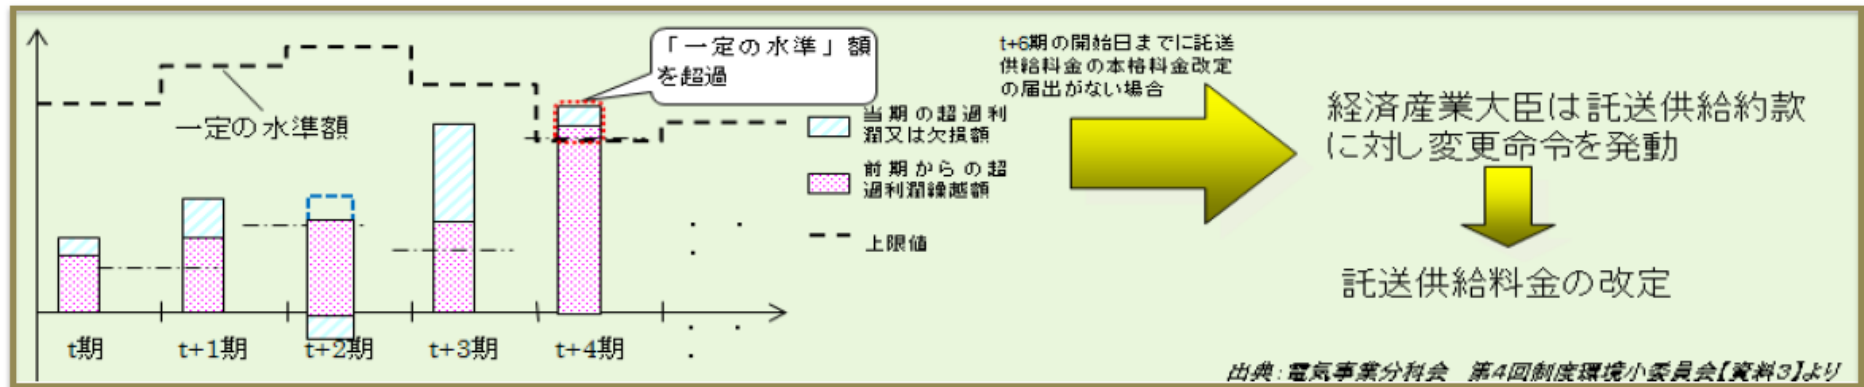 「一定の水準」額
を超過
一定の水準額
当期の超過利
潤又は欠損額
前期からの超
過利潤繰越額
上限値
t期
t+1期
t+2期
t+3期
t+4期
t+6期の開始日までに託送
供給料金の本格料金改定
の届出がない場合
経済産業大臣は託送供給約款
に対し変更命令を発動
託送供給料金の改定
出典：電気事業分科会　第4回制度環境小委員会【資料3】より